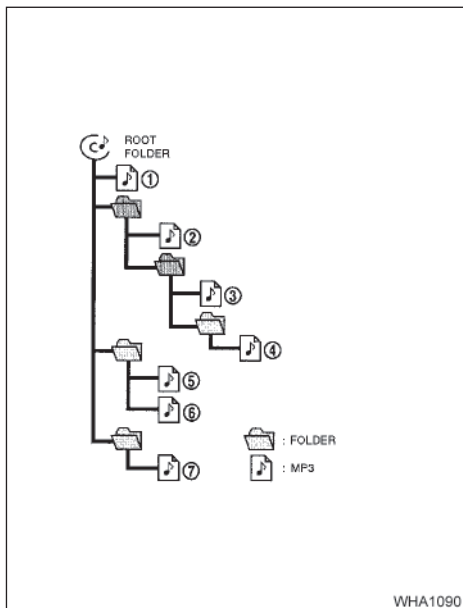 ROOT
FOLDER
①
②
③
④
⑤
⑥
: FOLDER
⑦
: MP3
WHA1090